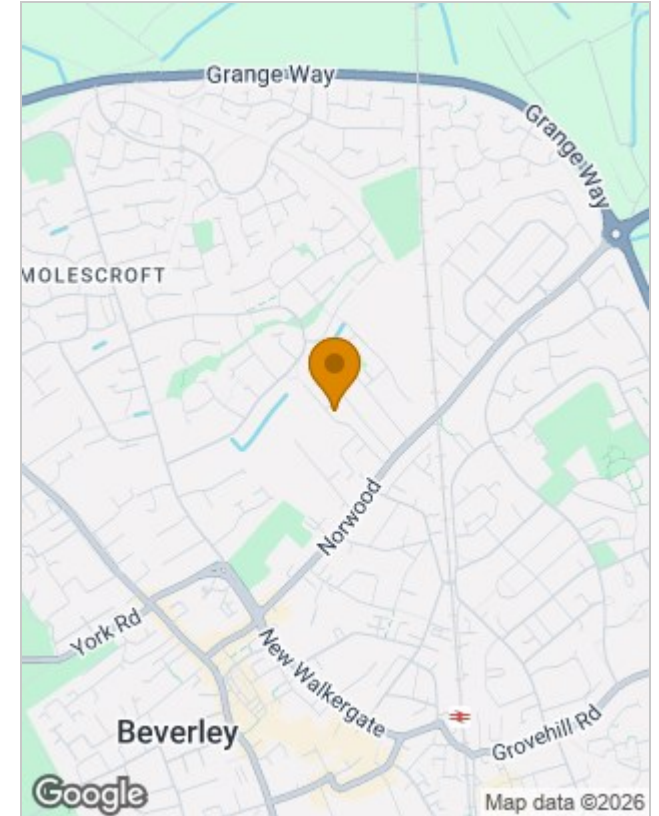 Grange Way
Grange Way
MOLESCROFT
Norwood
York Rd
New Walkergate
Beverley
Grovehill Rd
Google
Map data ©2026